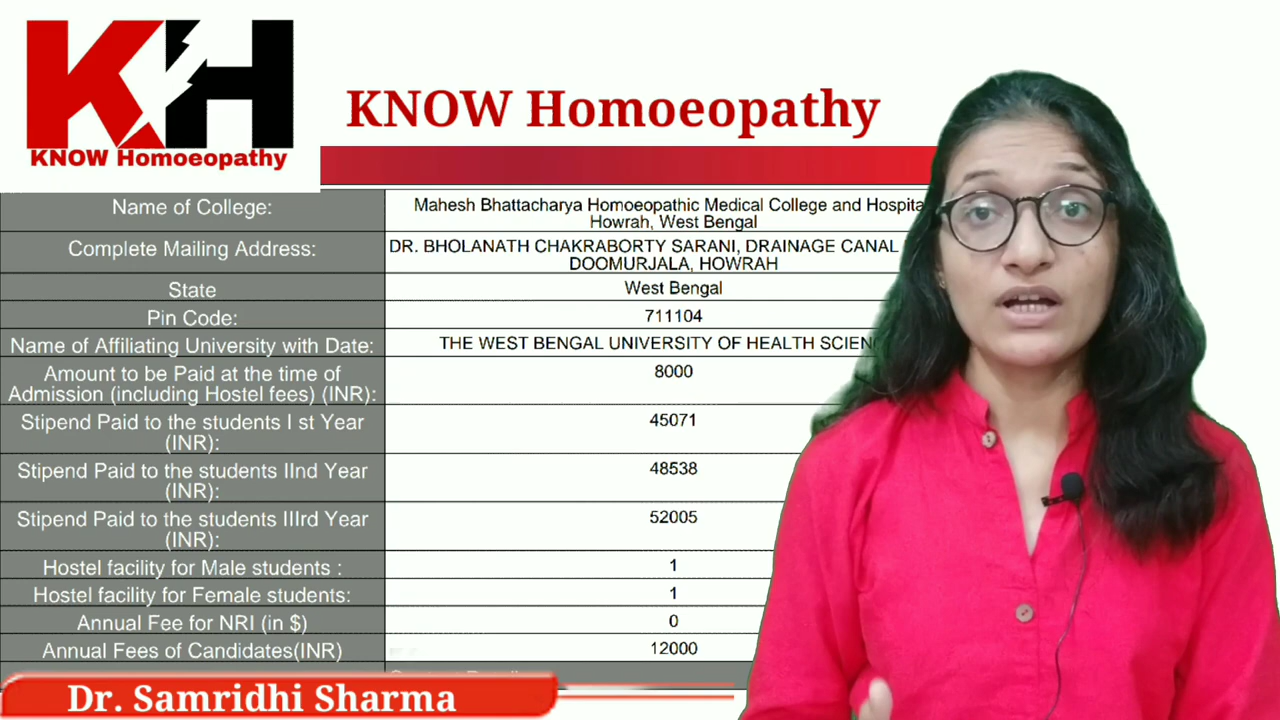 KH
KNOW Homoeopathy
KNOW Homoeopathy
Name of College:
Mahesh Bhattacharya Homoeopathic Medical College and
Howrah, West Bengal
Complete Mailing Address:
DR. BHOLANATH CHAKRABORTY SARANI, DRAINAGE CANAL
DOOMURJALA, HOWRAH
State
West Bengal
Pin Code:
711104
Name of Affiliating University with Date:
THE WEST BENGAL UNIVERSITY OF HEALTH
Amount to be Paid at the time of
Admission (including Hostel fees) (INR):
8000
Stipend Paid to the students I st Year
(INR):
45071
Stipend Paid to the students IInd Year
(INR):
48538
Stipend Paid to the students IIIrd Year
(INR):
52005
Hostel facility for Male students :
1
Hostel facility for Female students:
1
Annual Fee for NRI (in $)
0
Annual Fees of Candidates(INR)
12000
Dr. Samridhi Sharma